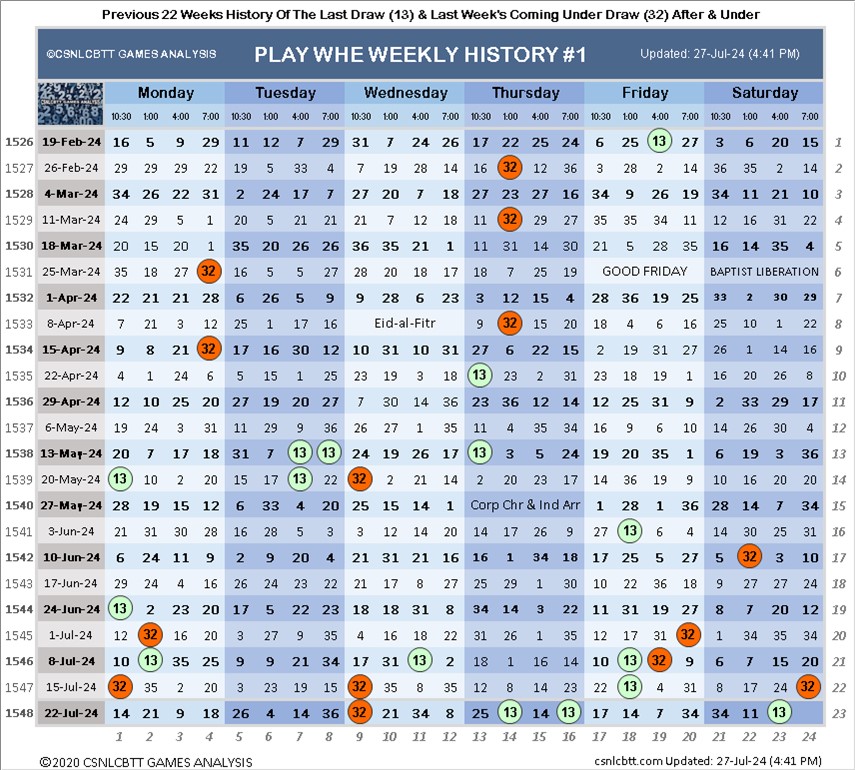 Previous 22 Weeks History Of The Last Draw (13) & Last Week's Coming Under Draw (32) After & Under
©CSNLCBTT GAMES ANALYSIS PLAY WHE WEEKLY HISTORY #1 Updated: 27-Jul-24 (4:41 PM)
Monday Tuesday Wednesday Thursday Friday Saturday
10:30 1:00 4:00 7:00 10:30 1:00 4:00 7:00 10:30 1:00 4:00 7:00 10:30 1:00 4:00 7:00 10:30 1:00 4:00 7:00 10:30 1:00 4:00 7:00
1526 19-Feb-24 16 5 9 29 11 12 7 29 31 7 24 26 17 22 25 24 6 25 13 27 3 6 20 15 1
1527 26-Feb-24 29 29 29 22 19 5 33 4 7 19 28 14 16 32 12 36 3 28 2 14 36 35 2 14 2
1528 4-Mar-24 34 26 22 31 2 24 17 7 27 20 7 18 27 23 27 16 34 9 26 19 34 11 21 10 3
1529 11-Mar-24 24 29 5 1 20 5 21 21 21 7 12 18 11 32 29 27 35 35 34 11 12 16 31 22 4
1530 18-Mar-24 20 15 20 1 35 20 26 26 36 35 21 1 11 31 14 30 21 5 28 35 16 14 35 4 5
1531 25-Mar-24 35 18 27 32 16 5 5 27 28 20 18 17 18 7 25 19 GOOD FRIDAY BAPTIST LIBERATION 6
1532 1-Apr-24 22 21 21 28 6 26 5 9 9 28 6 23 3 12 15 4 28 36 19 25 33 2 30 29 7
1533 8-Apr-24 7 21 3 12 25 1 17 16 Eid-al-Fitr 9 32 15 20 18 4 6 16 25 10 1 22 8
1534 15-Apr-24 9 8 21 32 17 16 30 12 10 31 10 31 27 6 22 15 2 19 31 27 26 1 14 16 9
1535 22-Apr-24 4 1 24 6 5 15 1 25 23 19 3 18 13 23 2 31 23 18 19 1 16 20 26 8 10
1536 29-Apr-24 12 10 25 20 27 19 20 27 7 30 14 36 23 36 12 14 12 25 31 9 2 33 29 17 11
1537 6-May-24 19 24 3 31 11 29 9 36 26 27 1 35 11 4 35 34 16 9 6 10 14 26 30 4 12
1538 13-May-24 20 7 17 18 31 7 13 13 24 19 26 17 13 3 5 24 19 20 35 1 6 19 3 36 13
1539 20-May-24 13 10 2 20 15 17 13 22 32 2 21 14 2 20 23 17 14 36 19 9 10 16 20 20 14
1540 27-May-24 28 19 15 12 6 33 4 20 25 15 14 1 Corp Chr & Ind Arr 1 28 1 36 28 14 7 34 15
1541 3-Jun-24 21 31 30 28 16 28 5 3 3 12 14 20 14 17 26 9 27 13 6 4 14 30 25 31 16
1542 10-Jun-24 6 24 11 9 2 9 20 4 21 31 21 16 16 1 34 18 17 25 5 27 5 32 3 10 17
1543 17-Jun-24 29 24 4 16 26 24 23 22 21 17 8 27 25 29 1 30 10 22 36 18 9 27 27 24 18
1544 24-Jun-24 13 2 23 20 17 5 22 23 18 18 31 8 34 14 3 22 11 31 19 27 8 7 20 12 19
1545 1-Jul-24 12 32 16 20 3 27 9 35 4 16 18 22 31 26 1 35 12 17 31 32 1 34 35 34 20
1546 8-Jul-24 10 13 35 25 9 9 21 34 17 31 13 2 18 1 16 14 10 13 32 9 6 7 15 20 21
1547 15-Jul-24 32 35 2 20 3 23 19 15 32 35 8 35 12 8 14 23 22 13 4 31 8 17 24 32 22
1548 22-Jul-24 14 21 9 18 26 4 14 36 32 21 34 8 25 13 14 13 17 14 7 34 34 11 13 23
1 2 3 4 5 6 7 8 9 10 11 12 13 14 15 16 17 18 19 20 21 22 23 24
©2020 CSNLCBTT GAMES ANALYSIS csnlcbtt.com Updated: 27-Jul-24 (4:41 PM)